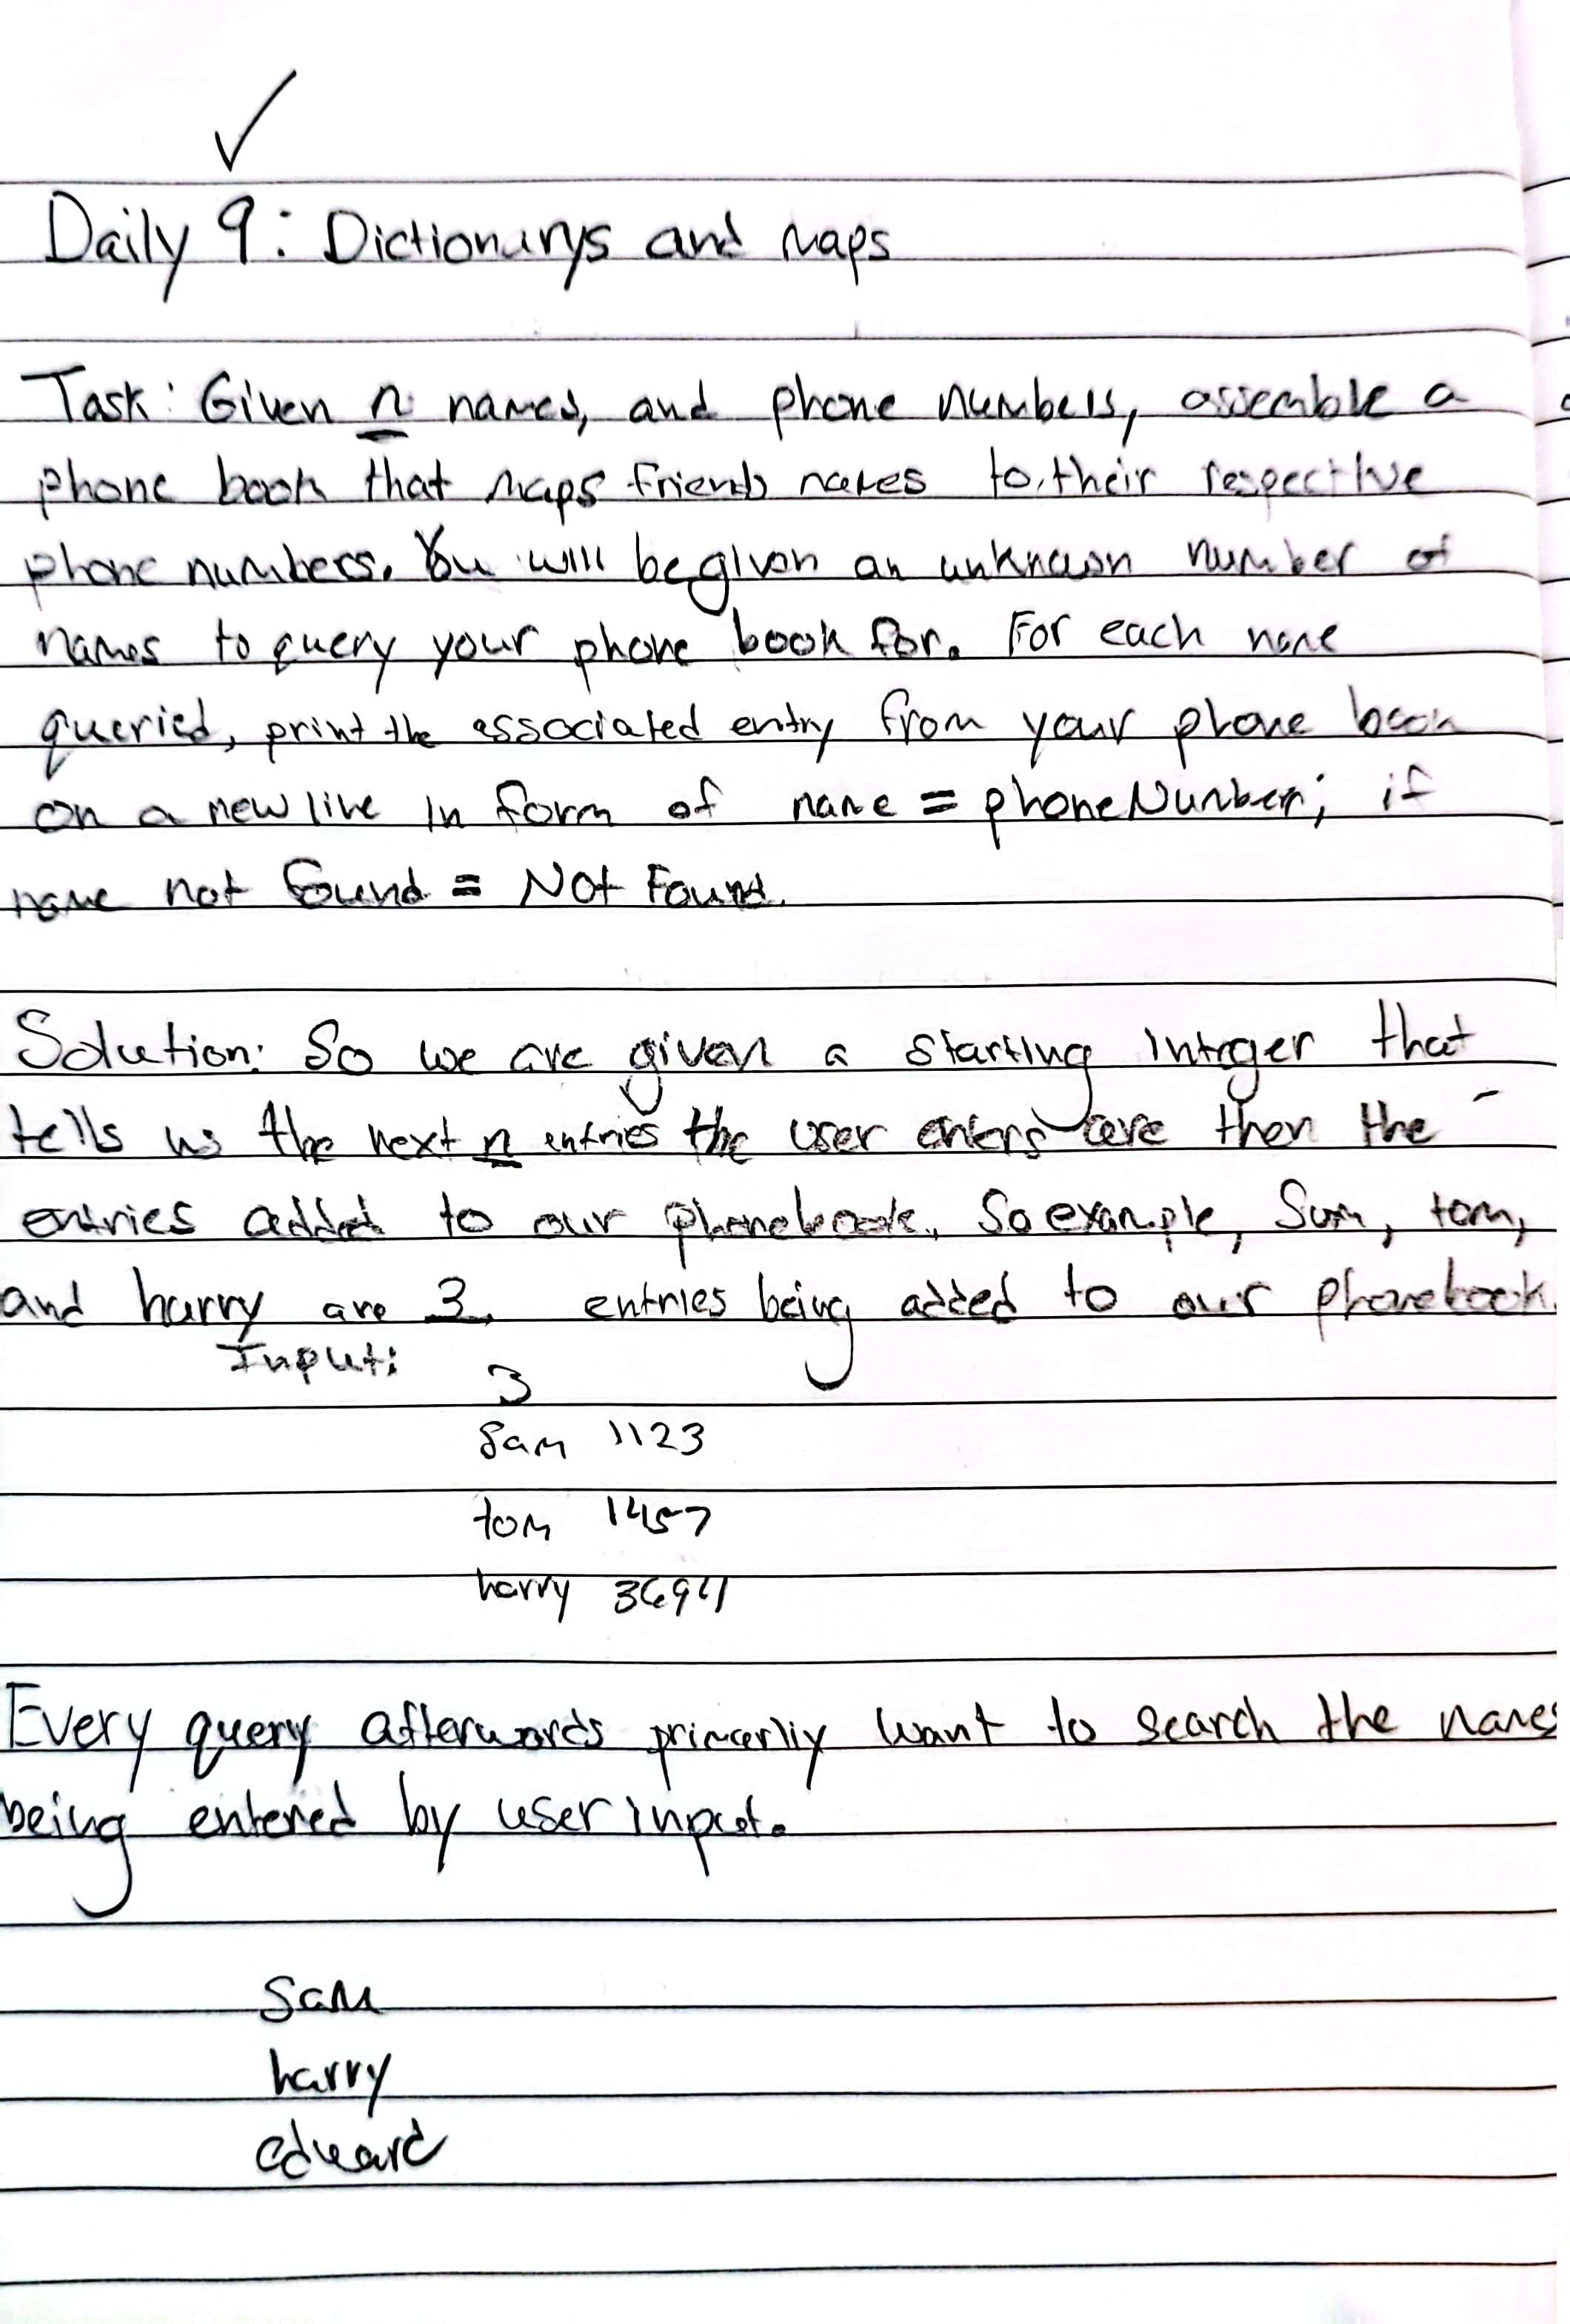 Daily 9: Dictionarys and Maps
Task: Given n names, and phone numbers, assemble a
phone book that maps friends names to their respective
phone numbers. You will be given an unknown number of
names to query your phone book for. For each name
queried, print the associated entry from your phone book
on a new line in form of name = phoneNumber; if
name not found = Not Found.
Solution: So we are given a starting integer that
tells us the next n entries the user enters are then the
entries added to our phonebook. So example, Sam, tom,
and harry are 3 entries being added to our phonebook.
Input:
3
Sam 1123
tom 1457
harry 3694
Every query afterwards primarliy want to search the names
being entered by user input.
Sam
harry
edward